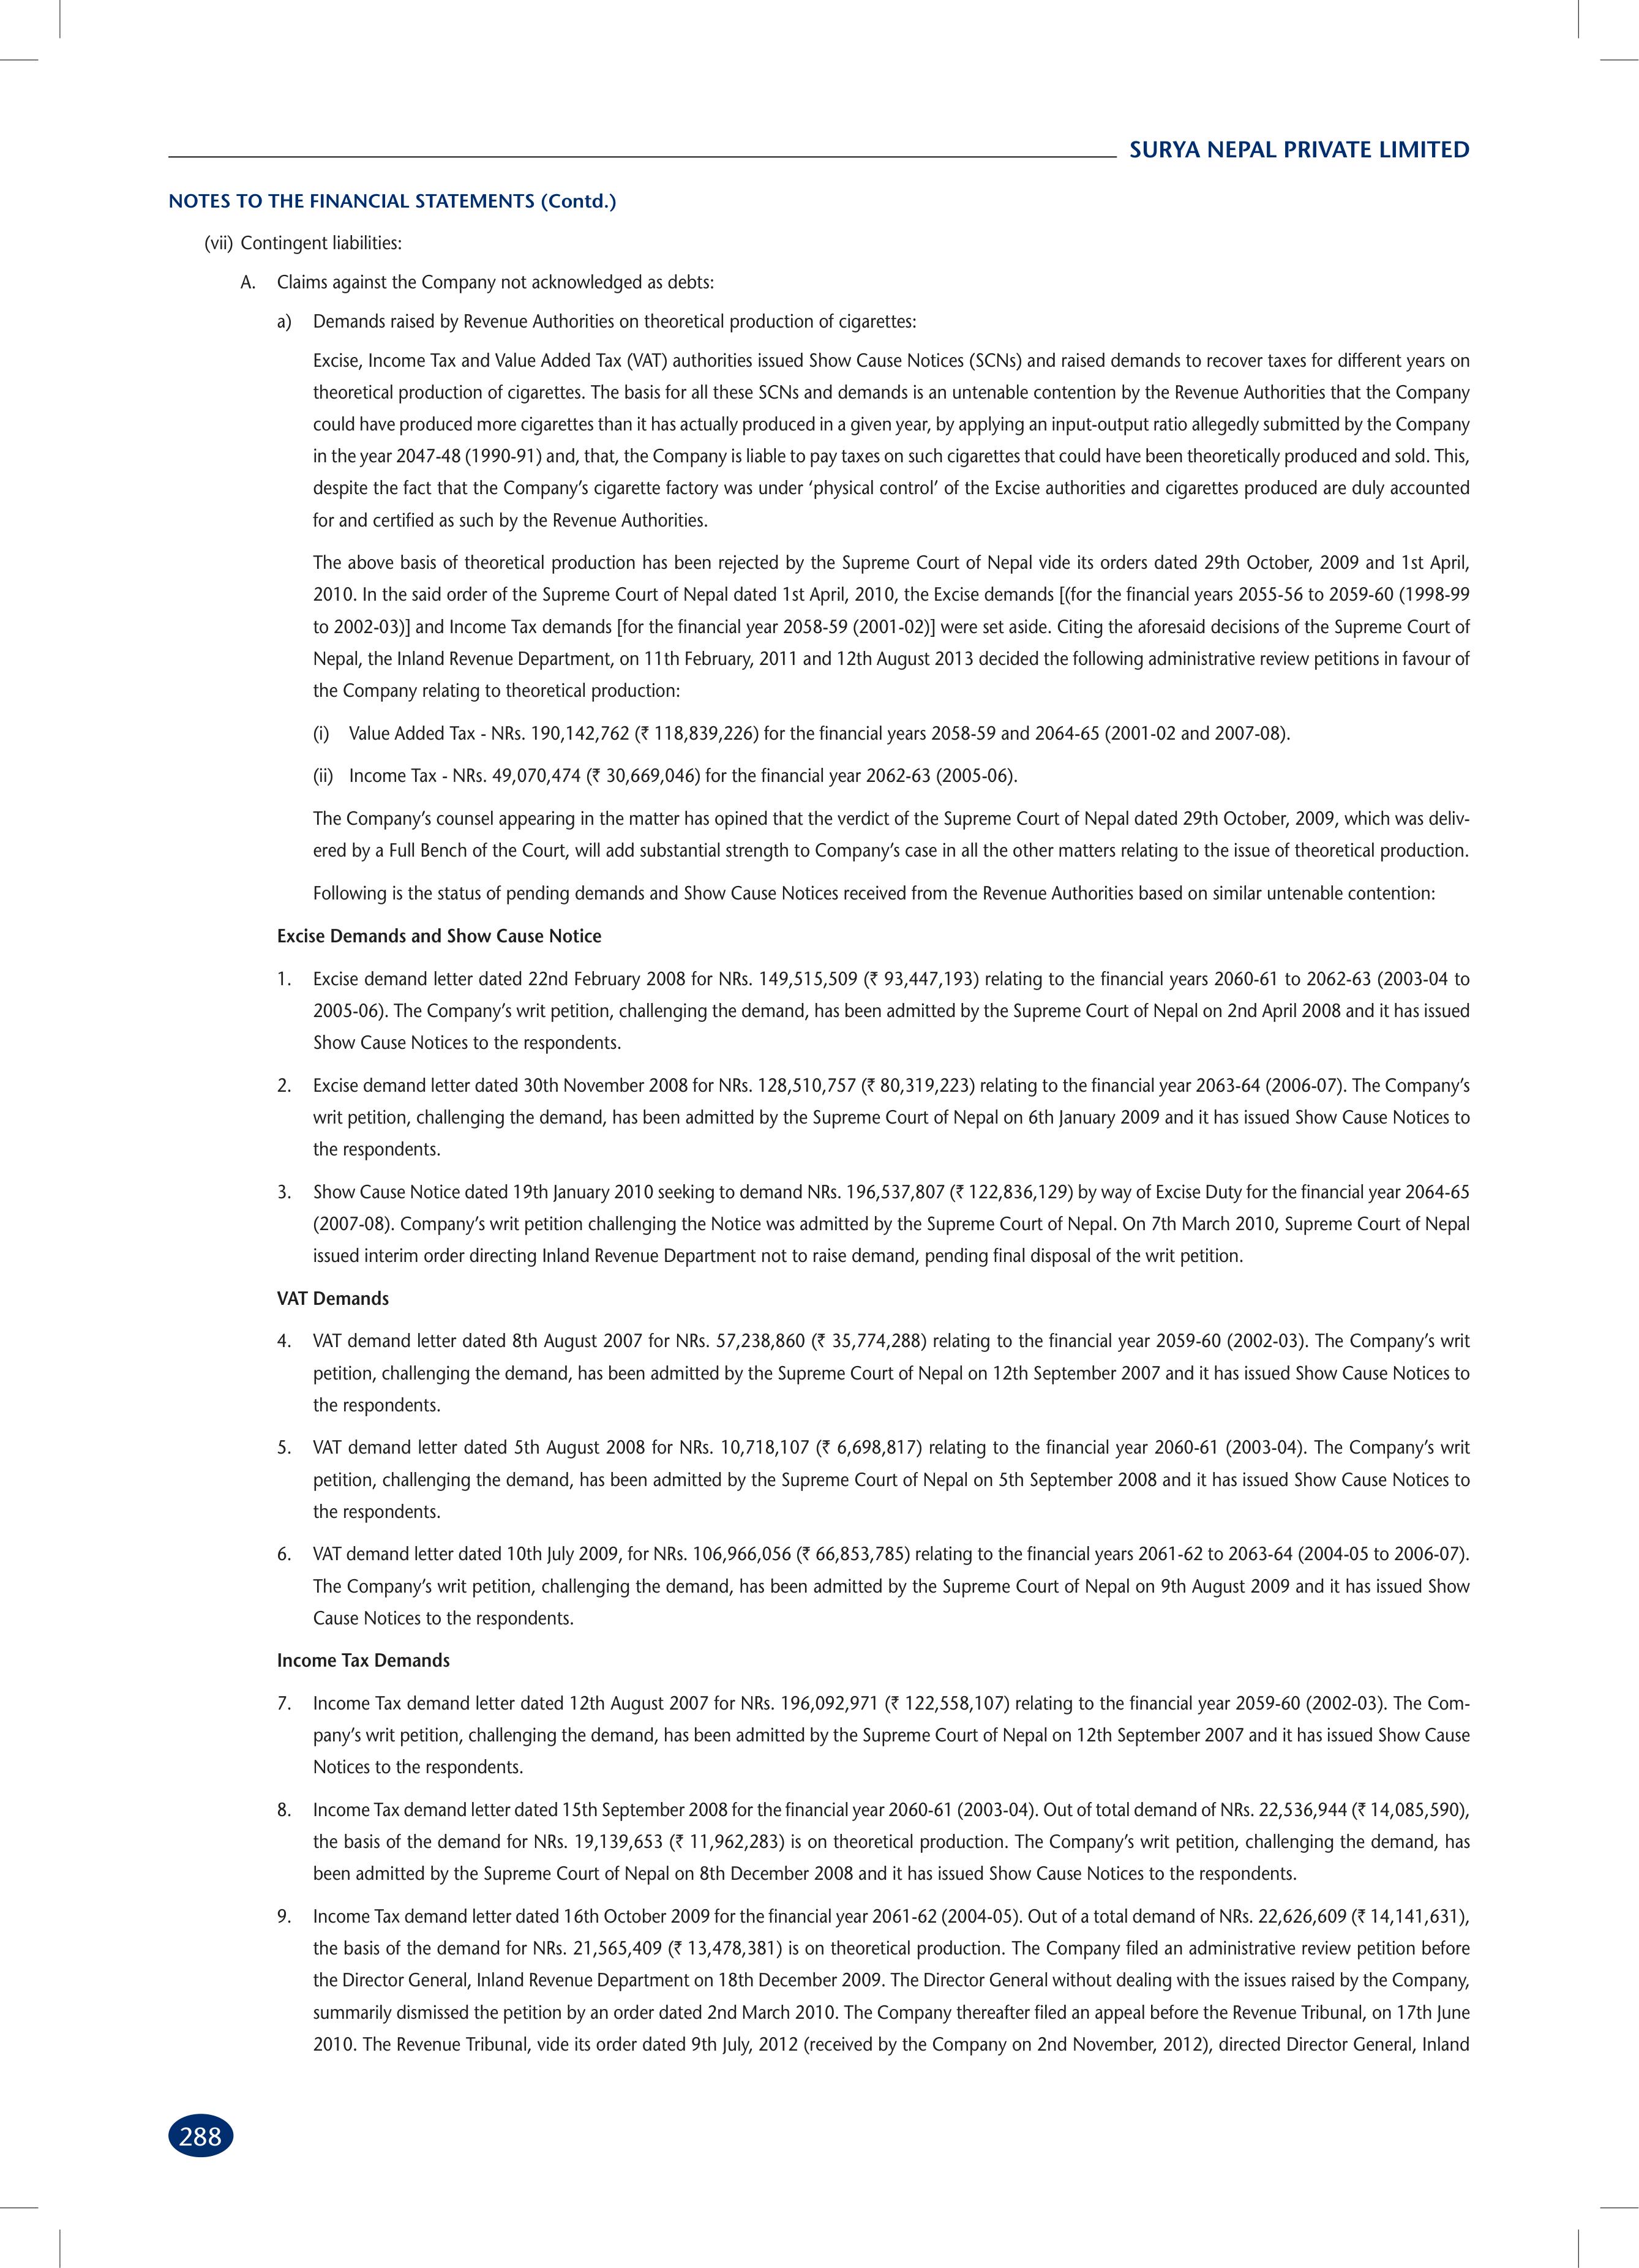 SURYA NEPAL PRIVATE LIMITED
NOTES TO THE FINANCIAL STATEMENTS (Contd.)
(vii) Contingent liabilities:
A. Claims against the Company not acknowledged as debts:
a) Demands raised by Revenue Authorities on theoretical production of cigarettes:
Excise, Income Tax and Value Added Tax (VAT) authorities issued Show Cause Notices (SCNs) and raised demands to recover taxes for different years on
theoretical production of cigarettes. The basis for all these SCNs and demands is an untenable contention by the Revenue Authorities that the Company
could have produced more cigarettes than it has actually produced in a given year, by applying an input-output ratio allegedly submitted by the Company
in the year 2047-48 (1990-91) and, that, the Company is liable to pay taxes on such cigarettes that could have been theoretically produced and sold. This,
despite the fact that the Company’s cigarette factory was under ‘physical control’ of the Excise authorities and cigarettes produced are duly accounted
for and certified as such by the Revenue Authorities.
The above basis of theoretical production has been rejected by the Supreme Court of Nepal vide its orders dated 29th October, 2009 and 1st April,
2010. In the said order of the Supreme Court of Nepal dated 1st April, 2010, the Excise demands [(for the financial years 2055-56 to 2059-60 (1998-99
to 2002-03)] and Income Tax demands [for the financial year 2058-59 (2001-02)] were set aside. Citing the aforesaid decisions of the Supreme Court of
Nepal, the Inland Revenue Department, on 11th February, 2011 and 12th August 2013 decided the following administrative review petitions in favour of
the Company relating to theoretical production:
(i) Value Added Tax - NRs. 190,142,762 (₹ 118,839,226) for the financial years 2058-59 and 2064-65 (2001-02 and 2007-08).
(ii) Income Tax - NRs. 49,070,474 (₹ 30,669,046) for the financial year 2062-63 (2005-06).
The Company’s counsel appearing in the matter has opined that the verdict of the Supreme Court of Nepal dated 29th October, 2009, which was deliv-
ered by a Full Bench of the Court, will add substantial strength to Company’s case in all the other matters relating to the issue of theoretical production.
Following is the status of pending demands and Show Cause Notices received from the Revenue Authorities based on similar untenable contention:
Excise Demands and Show Cause Notice
1. Excise demand letter dated 22nd February 2008 for NRs. 149,515,509 (₹ 93,447,193) relating to the financial years 2060-61 to 2062-63 (2003-04 to
2005-06). The Company’s writ petition, challenging the demand, has been admitted by the Supreme Court of Nepal on 2nd April 2008 and it has issued
Show Cause Notices to the respondents.
2. Excise demand letter dated 30th November 2008 for NRs. 128,510,757 (₹ 80,319,223) relating to the financial year 2063-64 (2006-07). The Company’s
writ petition, challenging the demand, has been admitted by the Supreme Court of Nepal on 6th January 2009 and it has issued Show Cause Notices to
the respondents.
3. Show Cause Notice dated 19th January 2010 seeking to demand NRs. 196,537,807 (₹ 122,836,129) by way of Excise Duty for the financial year 2064-65
(2007-08). Company’s writ petition challenging the Notice was admitted by the Supreme Court of Nepal. On 7th March 2010, Supreme Court of Nepal
issued interim order directing Inland Revenue Department not to raise demand, pending final disposal of the writ petition.
VAT Demands
4. VAT demand letter dated 8th August 2007 for NRs. 57,238,860 (₹ 35,774,288) relating to the financial year 2059-60 (2002-03). The Company’s writ
petition, challenging the demand, has been admitted by the Supreme Court of Nepal on 12th September 2007 and it has issued Show Cause Notices to
the respondents.
5. VAT demand letter dated 5th August 2008 for NRs. 10,718,107 (₹ 6,698,817) relating to the financial year 2060-61 (2003-04). The Company’s writ
petition, challenging the demand, has been admitted by the Supreme Court of Nepal on 5th September 2008 and it has issued Show Cause Notices to
the respondents.
6. VAT demand letter dated 10th July 2009, for NRs. 106,966,056 (₹ 66,853,785) relating to the financial years 2061-62 to 2063-64 (2004-05 to 2006-07).
The Company’s writ petition, challenging the demand, has been admitted by the Supreme Court of Nepal on 9th August 2009 and it has issued Show
Cause Notices to the respondents.
Income Tax Demands
7. Income Tax demand letter dated 12th August 2007 for NRs. 196,092,971 (₹ 122,558,107) relating to the financial year 2059-60 (2002-03). The Com-
pany’s writ petition, challenging the demand, has been admitted by the Supreme Court of Nepal on 12th September 2007 and it has issued Show Cause
Notices to the respondents.
8. Income Tax demand letter dated 15th September 2008 for the financial year 2060-61 (2003-04). Out of total demand of NRs. 22,536,944 (₹ 14,085,590),
the basis of the demand for NRs. 19,139,653 (₹ 11,962,283) is on theoretical production. The Company’s writ petition, challenging the demand, has
been admitted by the Supreme Court of Nepal on 8th December 2008 and it has issued Show Cause Notices to the respondents.
9. Income Tax demand letter dated 16th October 2009 for the financial year 2061-62 (2004-05). Out of a total demand of NRs. 22,626,609 (₹ 14,141,631),
the basis of the demand for NRs. 21,565,409 (₹ 13,478,381) is on theoretical production. The Company filed an administrative review petition before
the Director General, Inland Revenue Department on 18th December 2009. The Director General without dealing with the issues raised by the Company,
summarily dismissed the petition by an order dated 2nd March 2010. The Company thereafter filed an appeal before the Revenue Tribunal, on 17th June
2010. The Revenue Tribunal, vide its order dated 9th July, 2012 (received by the Company on 2nd November, 2012), directed Director General, Inland
288